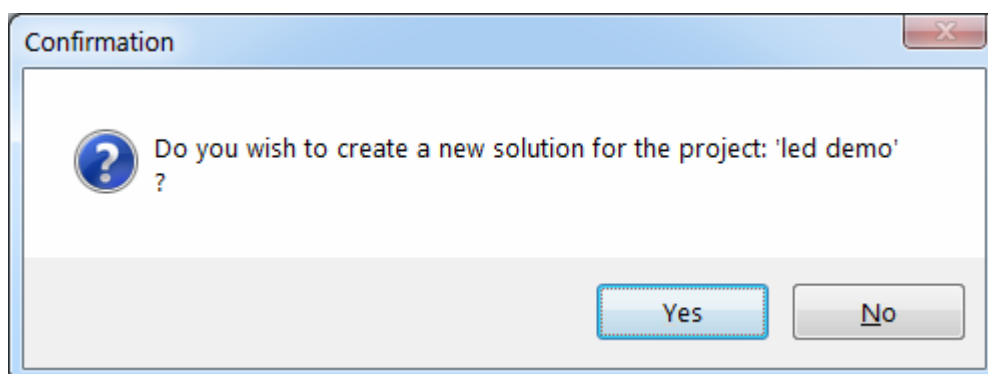 Confirmation
Do you wish to create a new solution for the project: 'led demo'
?
Yes
No